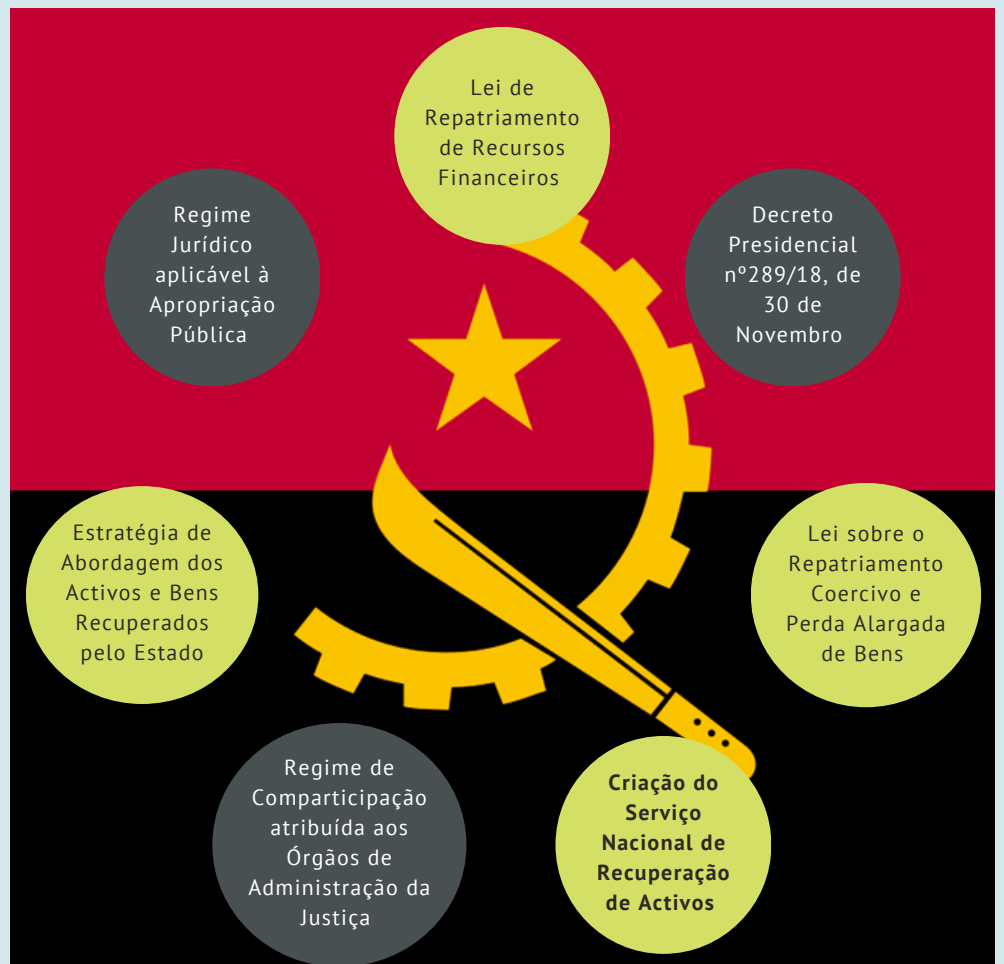 Lei de
Repatriamento
de Recursos
Financeiros
Regime
Jurídico
aplicável à
Apropriação
Pública
Decreto
Presidencial
nº289/18, de
30 de
Novembro
Estratégia de
Abordagem dos
Activos e Bens
Recuperados
pelo Estado
Lei sobre o
Repatriamento
Coercivo e
Perda Alargada
de Bens
Regime de
Comparticipação
atribuída aos
Órgãos de
Administração da
Justiça
Criação do
Serviço
Nacional de
Recuperação
de Activos